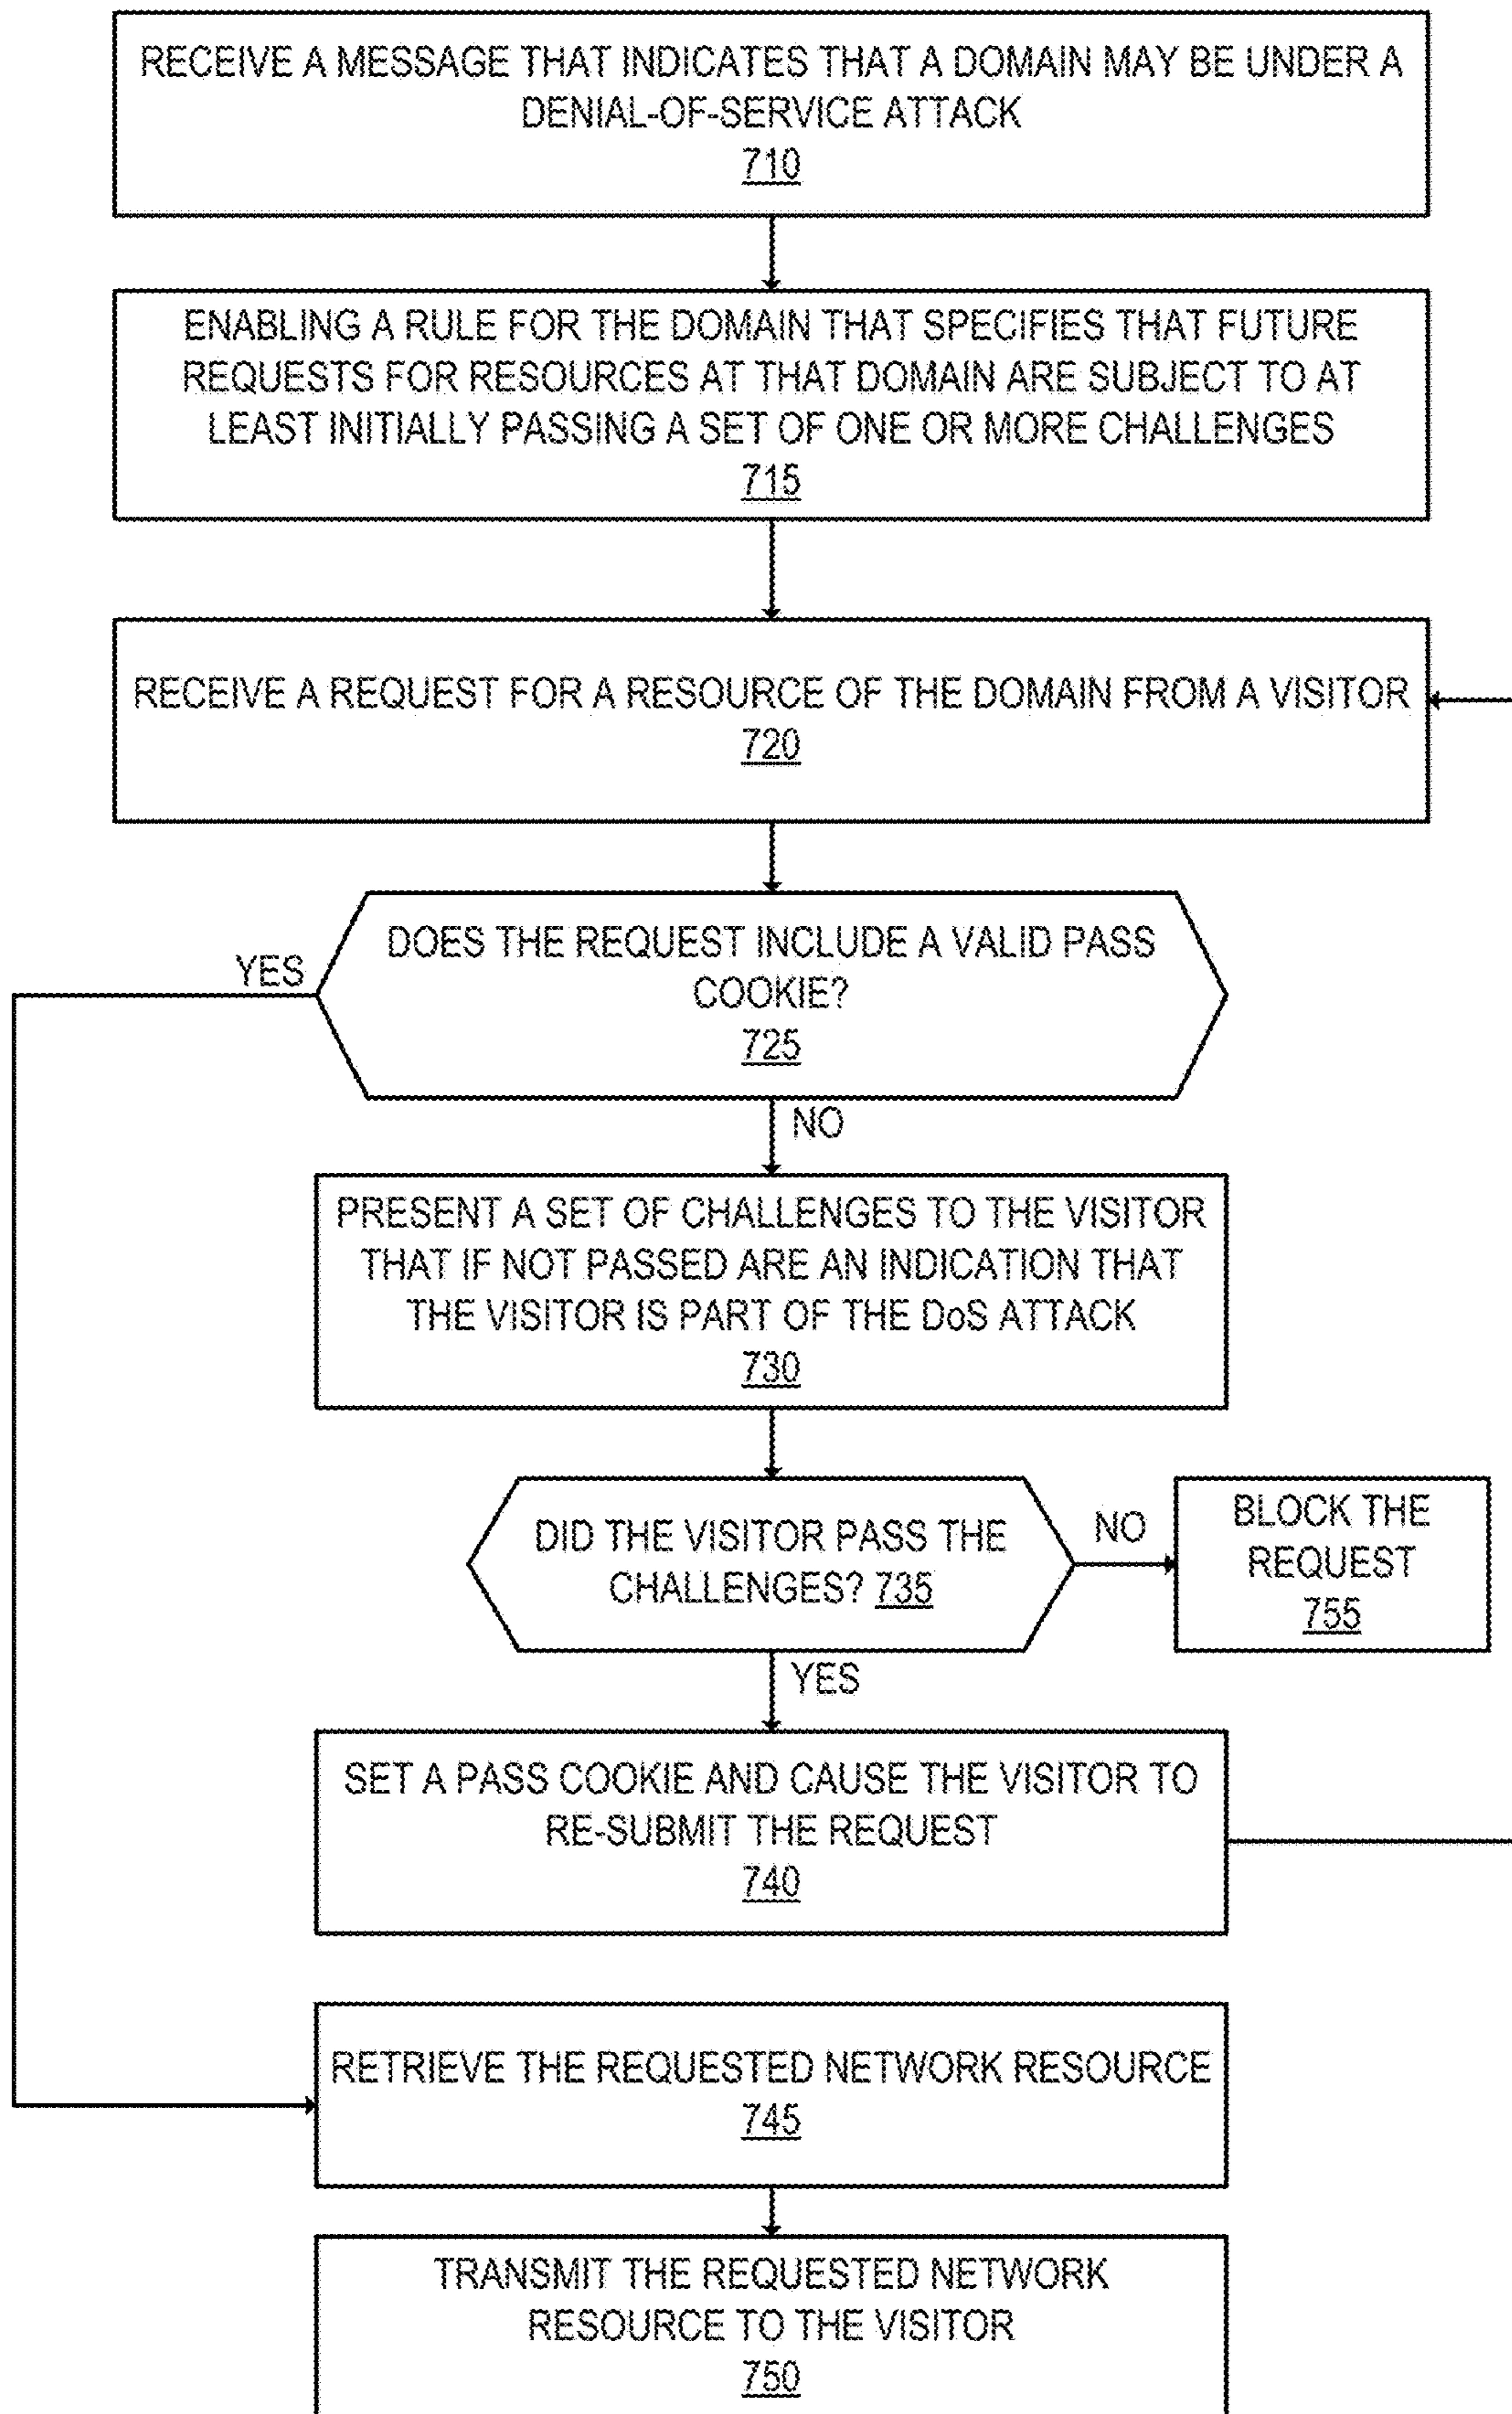 RECEIVE A MESSAGE THAT INDICATES THAT A DOMAIN MAY BE UNDER A
DENIAL-OF-SERVICE ATTACK
710
ENABLING A RULE FOR THE DOMAIN THAT SPECIFIES THAT FUTURE
REQUESTS FOR RESOURCES AT THAT DOMAIN ARE SUBJECT TO AT
LEAST INITIALLY PASSING A SET OF ONE OR MORE CHALLENGES
715
RECEIVE A REQUEST FOR A RESOURCE OF THE DOMAIN FROM A VISITOR
720
DOES THE REQUEST INCLUDE A VALID PASS
COOKIE?
725
YES
NO
PRESENT A SET OF CHALLENGES TO THE VISITOR
THAT IF NOT PASSED ARE AN INDICATION THAT
THE VISITOR IS PART OF THE DoS ATTACK
730
DID THE VISITOR PASS THE
CHALLENGES? 735
NO
BLOCK THE
REQUEST
755
YES
SET A PASS COOKIE AND CAUSE THE VISITOR TO
RE-SUBMIT THE REQUEST
740
RETRIEVE THE REQUESTED NETWORK RESOURCE
745
TRANSMIT THE REQUESTED NETWORK
RESOURCE TO THE VISITOR
750